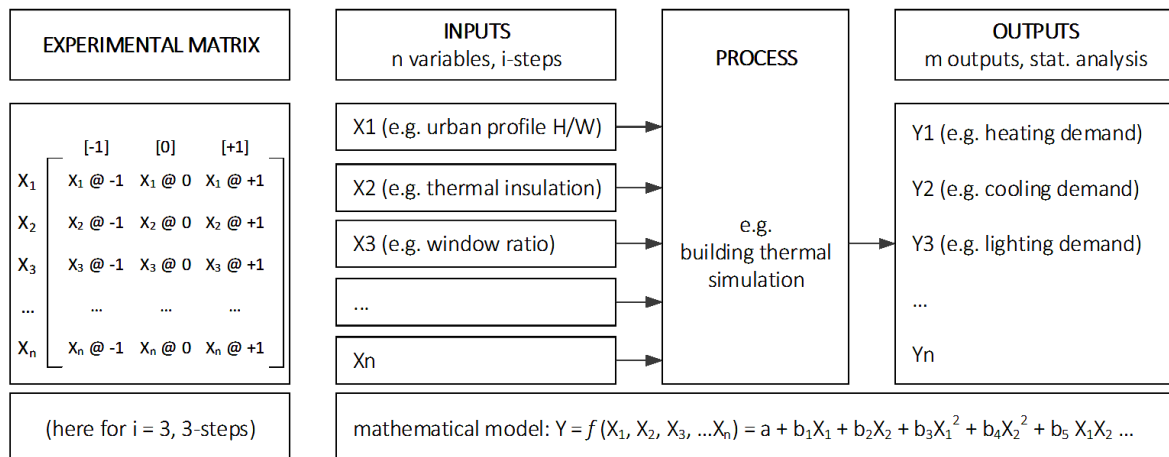 EXPERIMENTAL MATRIX
INPUTS
n variables, i-steps
PROCESS
OUTPUTS
m outputs, stat. analysis
[-1] [0] [+1]
X₁ X₁ @ -1 X₁ @ 0 X₁ @ +1
X₂ X₂ @ -1 X₂ @ 0 X₂ @ +1
X₃ X₃ @ -1 X₃ @ 0 X₃ @ +1
... ... ... ...
Xₙ Xₙ @ -1 Xₙ @ 0 Xₙ @ +1
X1 (e.g. urban profile H/W)
X2 (e.g. thermal insulation)
X3 (e.g. window ratio)
...
Xn
e.g.
building thermal
simulation
Y1 (e.g. heating demand)
Y2 (e.g. cooling demand)
Y3 (e.g. lighting demand)
...
Yn
(here for i = 3, 3-steps)
mathematical model: Y = f (X₁, X₂, X₃, ...Xₙ) = a + b₁X₁ + b₂X₂ + b₃X₁² + b₄X₂² + b₅ X₁X₂ ...